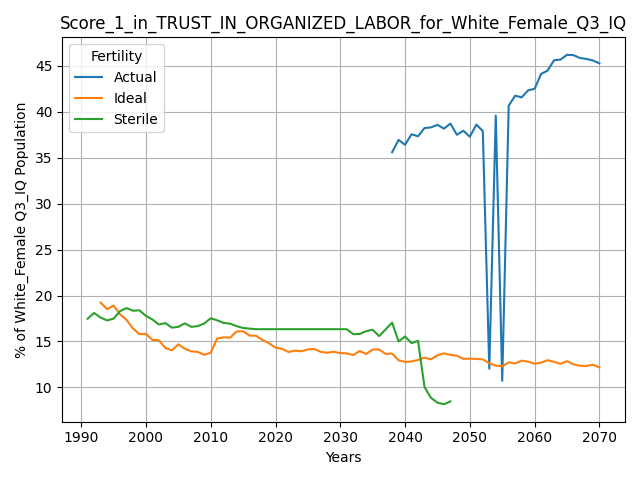 Score_1_in_TRUST_IN_ORGANIZED_LABOR_for_White_Female_Q3_IQ
Fertility
Actual
Ideal
Sterile
% of White_Female Q3_IQ Population
45
40
35
30
25
20
15
10
1990 2000 2010 2020 2030 2040 2050 2060 2070
Years